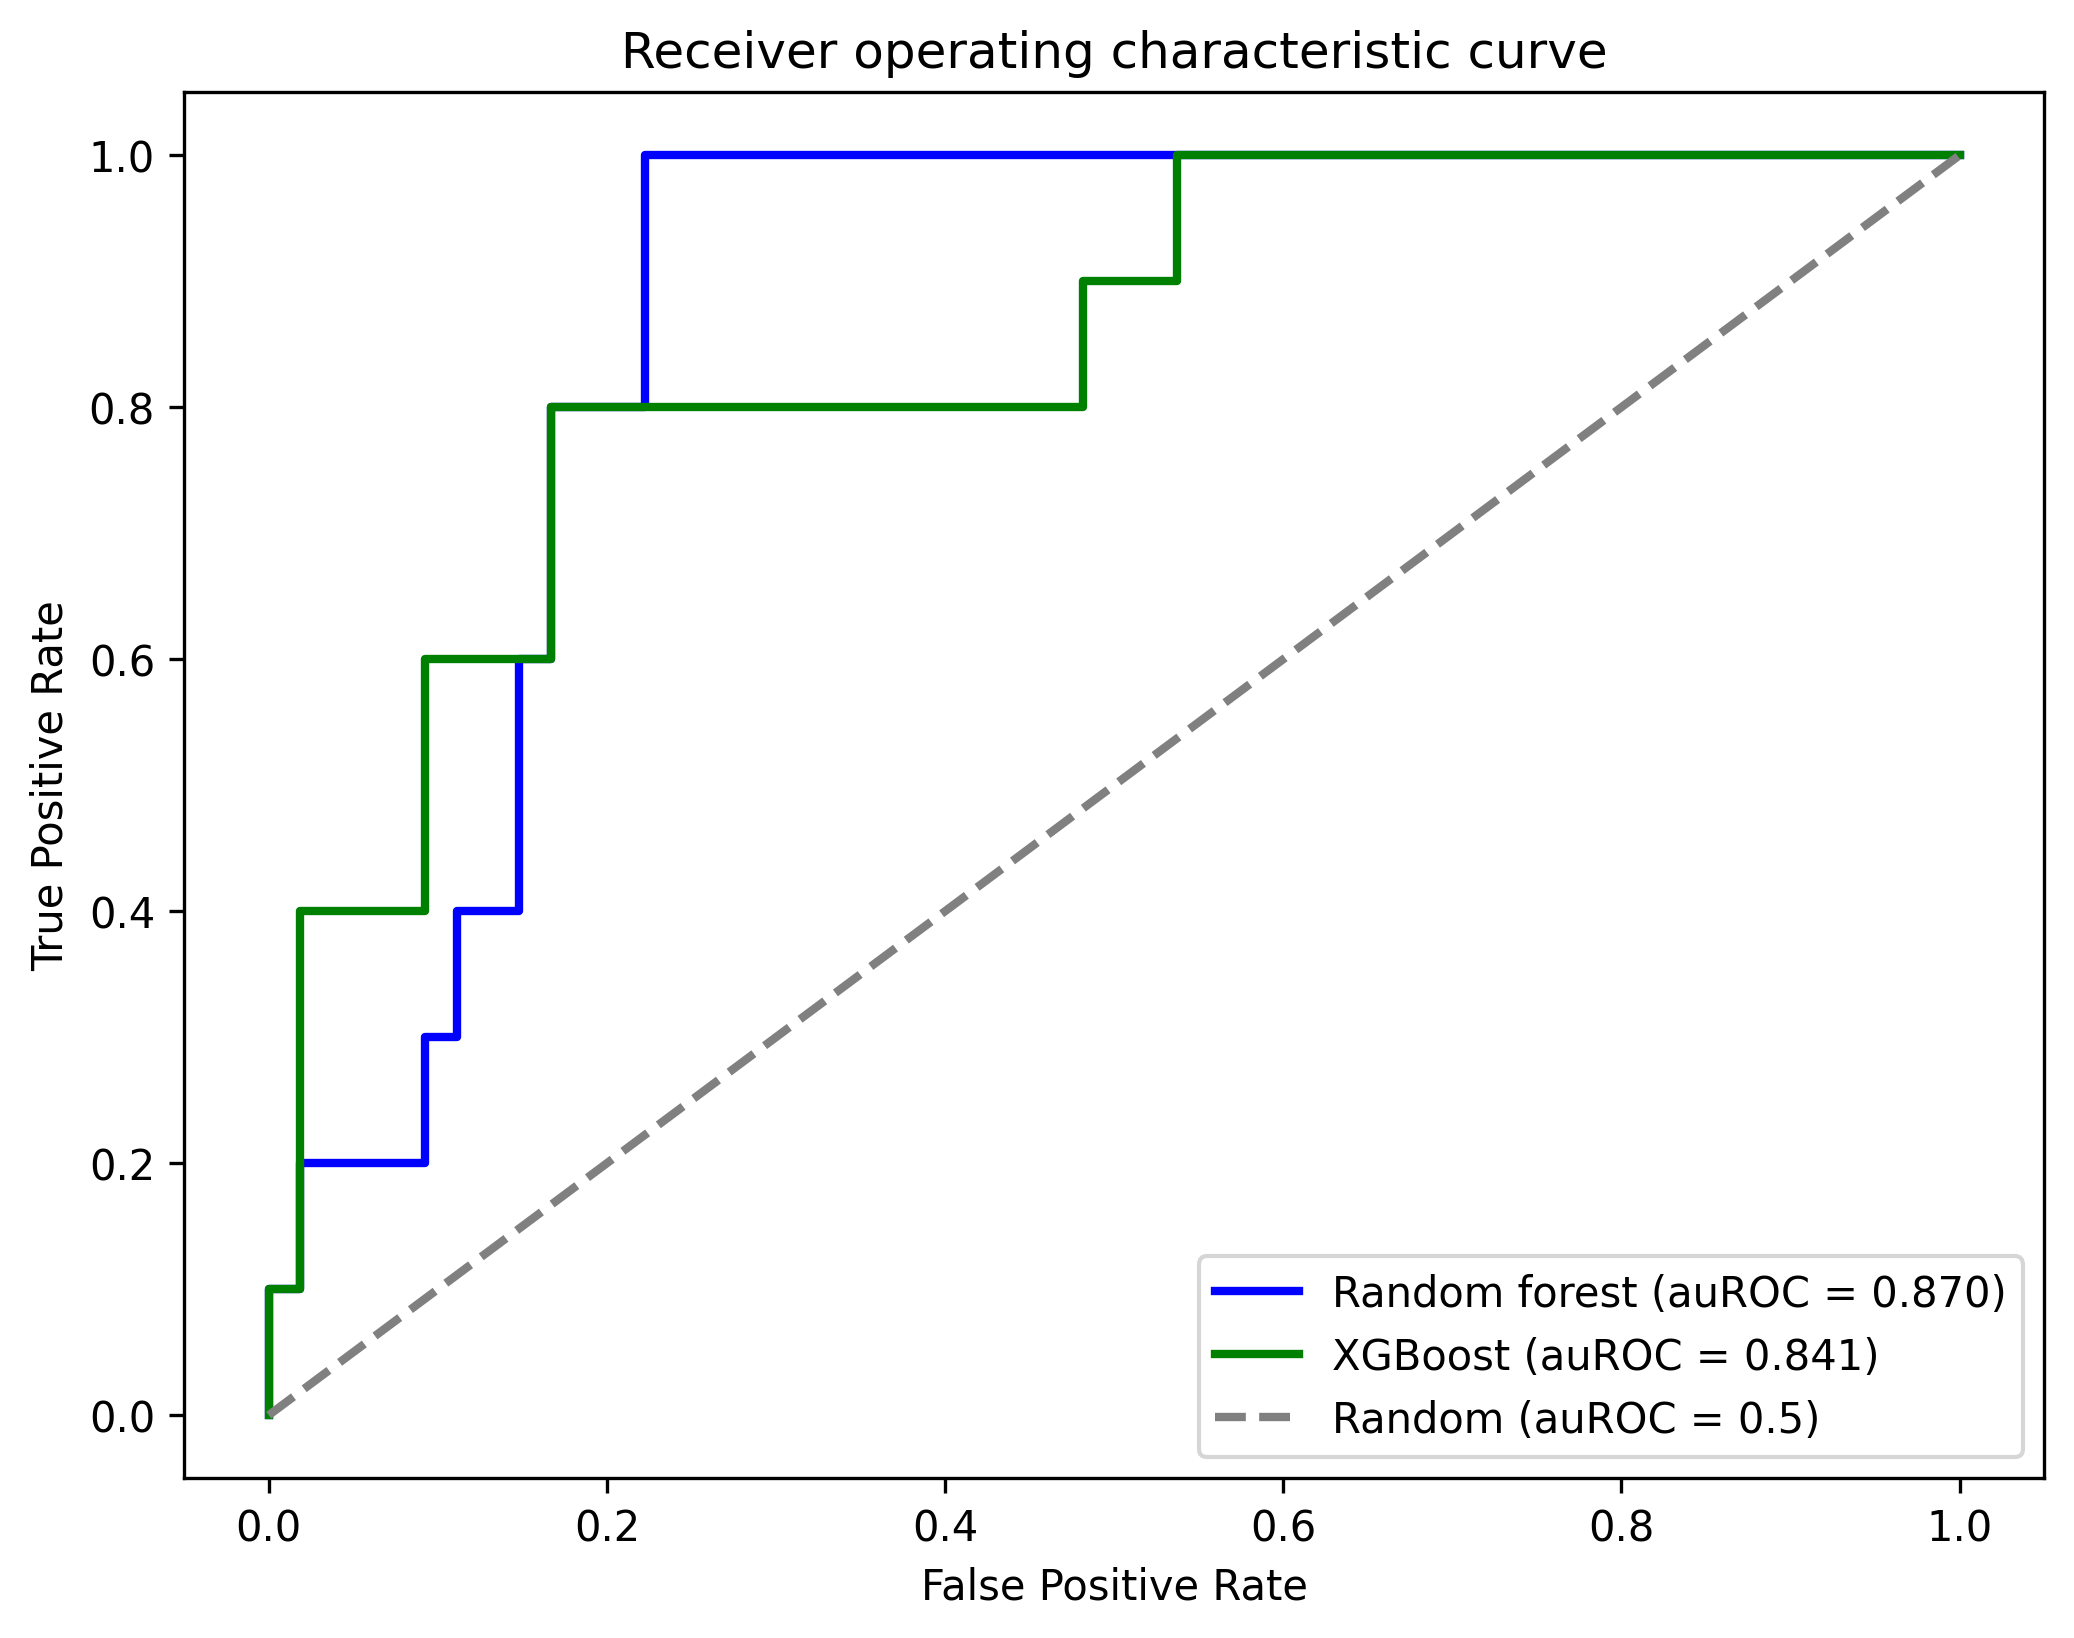 Receiver operating characteristic curve
1.0
0.8
0.6
0.4
0.2
0.0
True Positive Rate
0.0 0.2 0.4 0.6 0.8 1.0
False Positive Rate
Random forest (auROC = 0.870)
XGBoost (auROC = 0.841)
Random (auROC = 0.5)